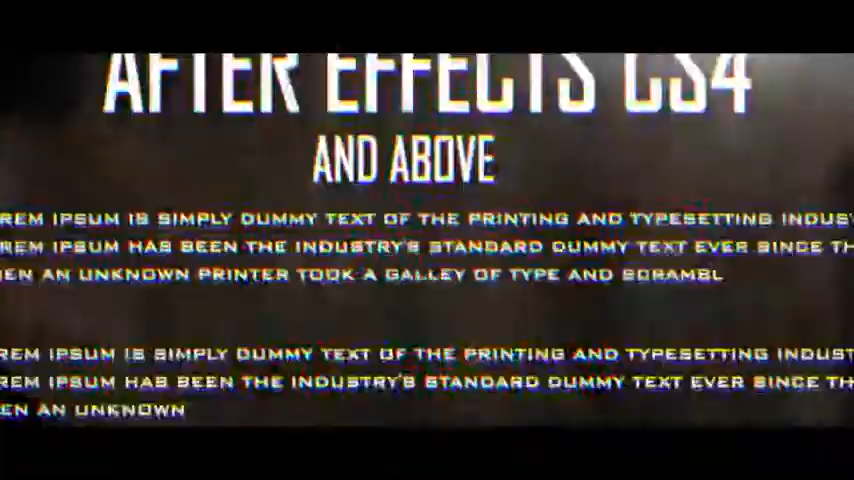 AFTER EFFECTS CS4
AND ABOVE
REM IPSUM IS SIMPLY DUMMY TEXT OF THE PRINTING AND TYPESETTING INDUS
REM IPSUM HAS BEEN THE INDUSTRY'S STANDARD DUMMY TEXT EVER SINCE TH
EN AN UNKNOWN PRINTER TOOK A GALLEY OF TYPE AND SCRAMBL
REM IPSUM IS SIMPLY DUMMY TEXT OF THE PRINTING AND TYPESETTING INDUST
REM IPSUM HAS BEEN THE INDUSTRY'S STANDARD DUMMY TEXT EVER SINCE TH
EN AN UNKNOWN